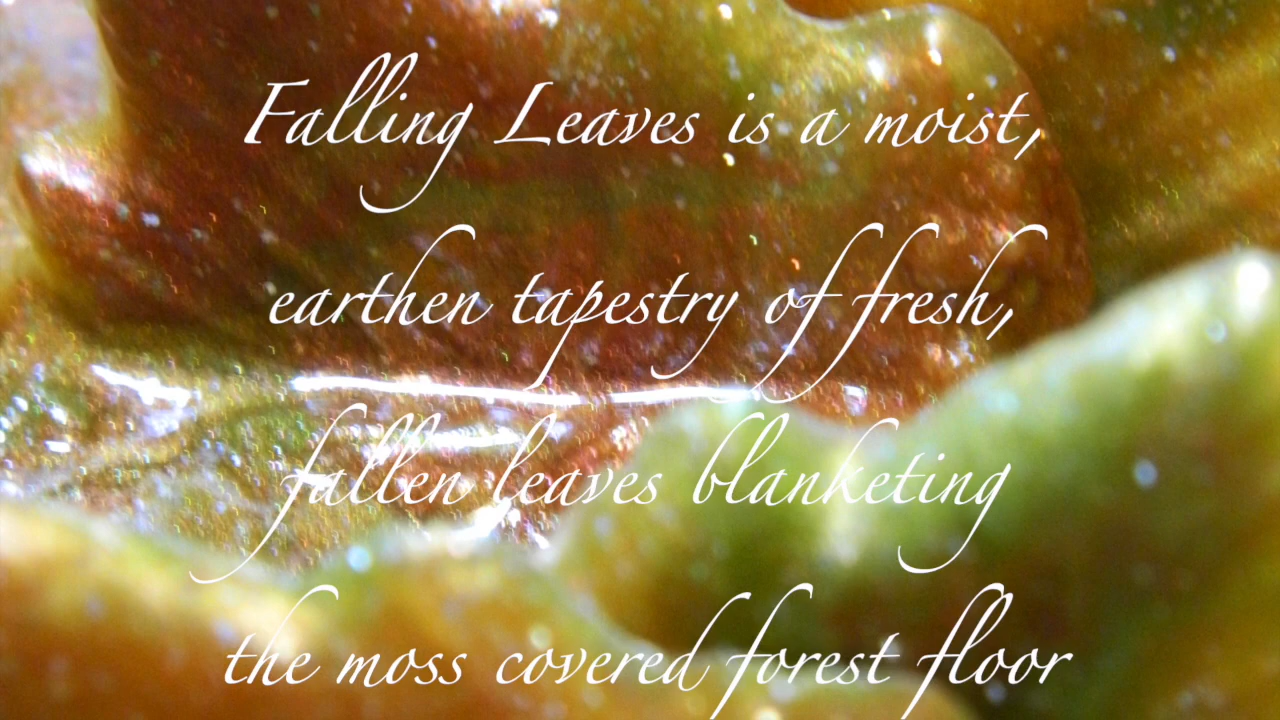 Falling Leaves is a moist,
earthen tapestry of fresh,
fallen leaves blanketing
the moss covered forest floor